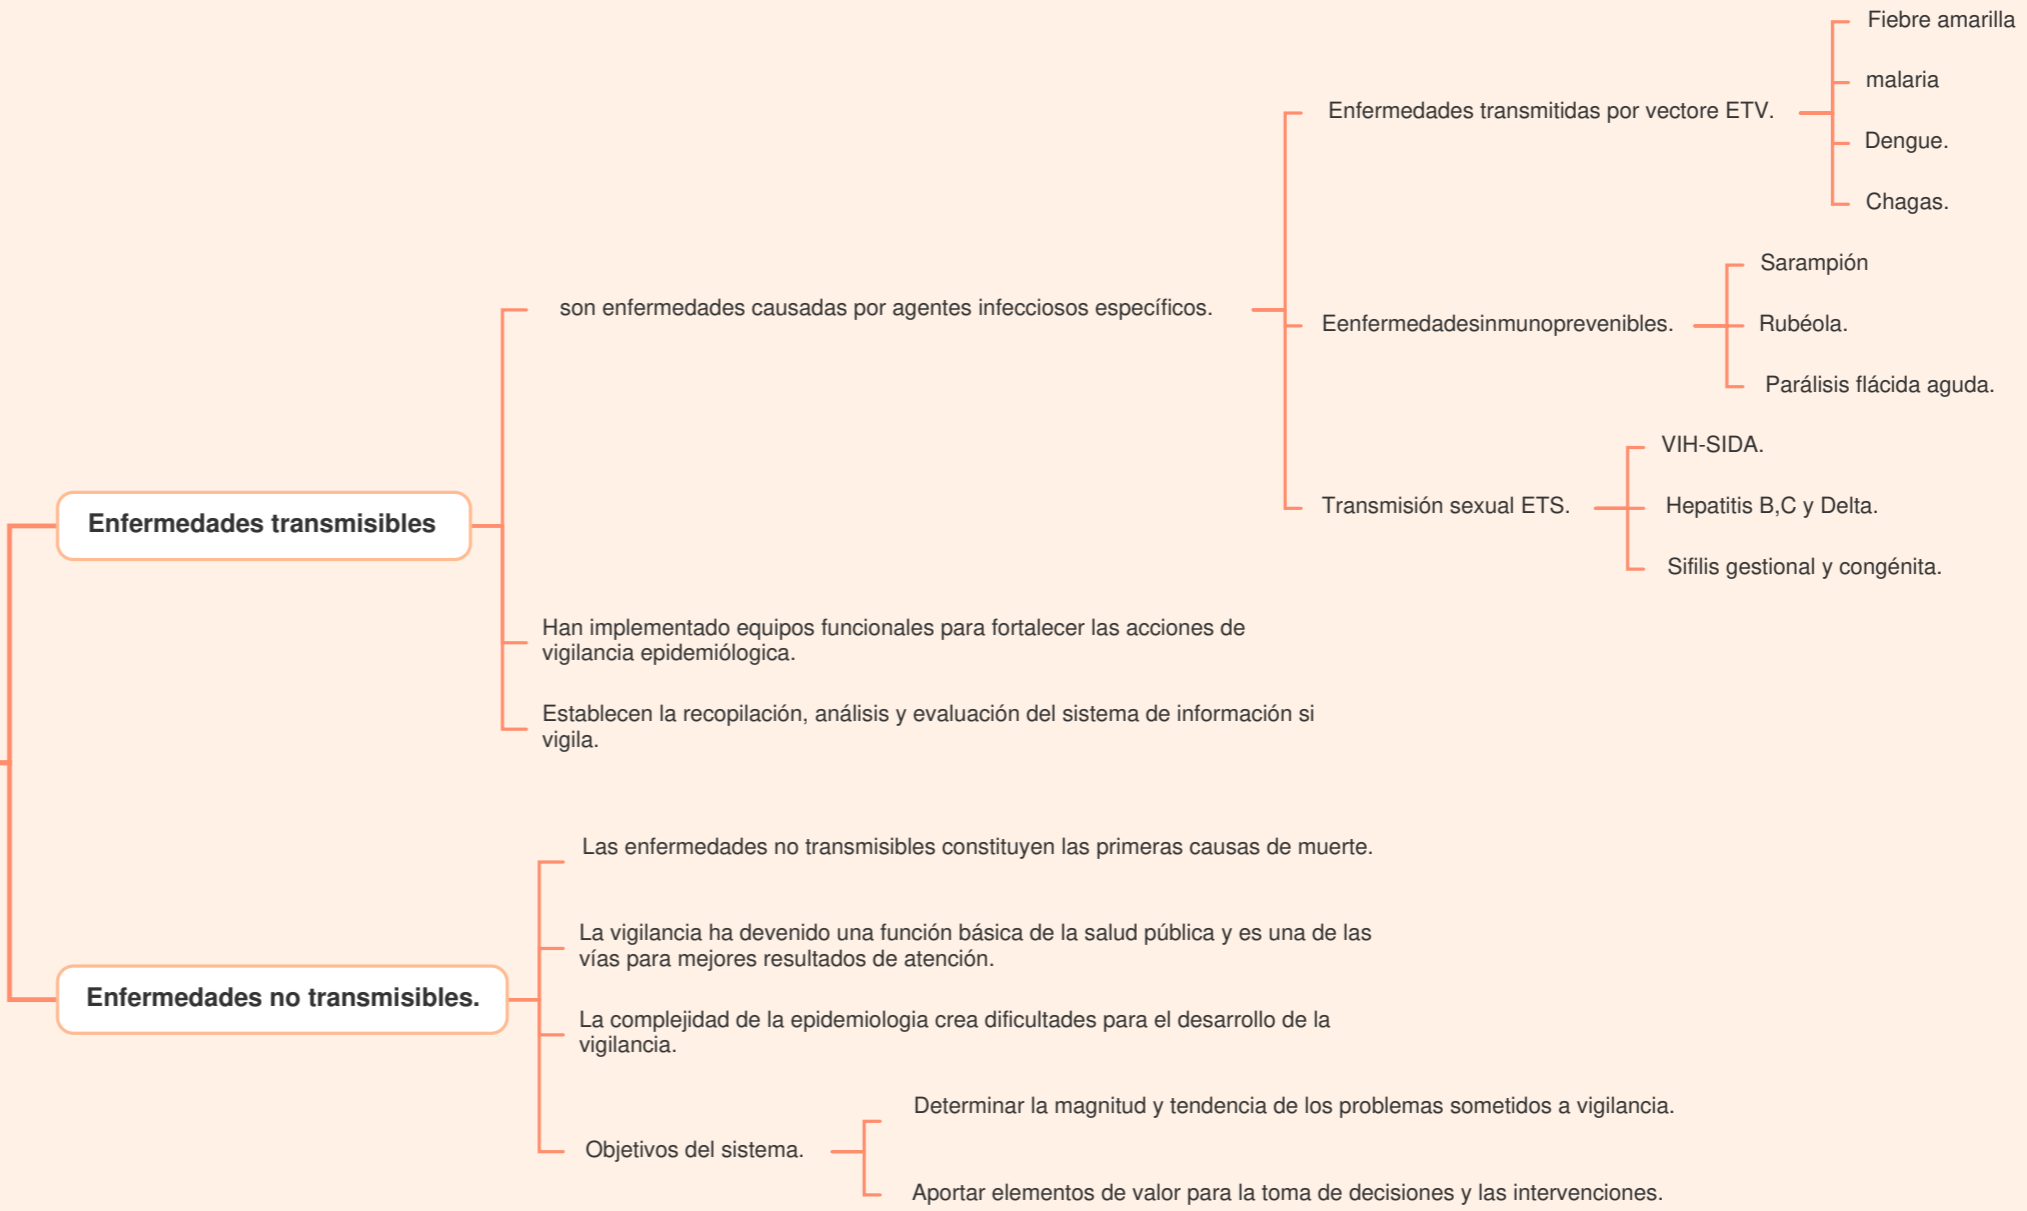 Enfermedades transmisibles
son enfermedades causadas por agentes infecciosos específicos.
Enfermedades transmitidas por vectore ETV.
Fiebre amarilla
malaria
Dengue.
Chagas.
Eenfermedadesinmunoprevenibles.
Sarampión
Rubéola.
Parálisis flácida aguda.
Transmisión sexual ETS.
VIH-SIDA.
Hepatitis B,C y Delta.
Sifilis gestional y congénita.
Han implementado equipos funcionales para fortalecer las acciones de
vigilancia epidemiólogica.
Establecen la recopilación, análisis y evaluación del sistema de información si
vigila.
Enfermedades no transmisibles.
Las enfermedades no transmisibles constituyen las primeras causas de muerte.
La vigilancia ha devenido una función básica de la salud pública y es una de las
vías para mejores resultados de atención.
La complejidad de la epidemiologia crea dificultades para el desarrollo de la
vigilancia.
Objetivos del sistema.
Determinar la magnitud y tendencia de los problemas sometidos a vigilancia.
Aportar elementos de valor para la toma de decisiones y las intervenciones.